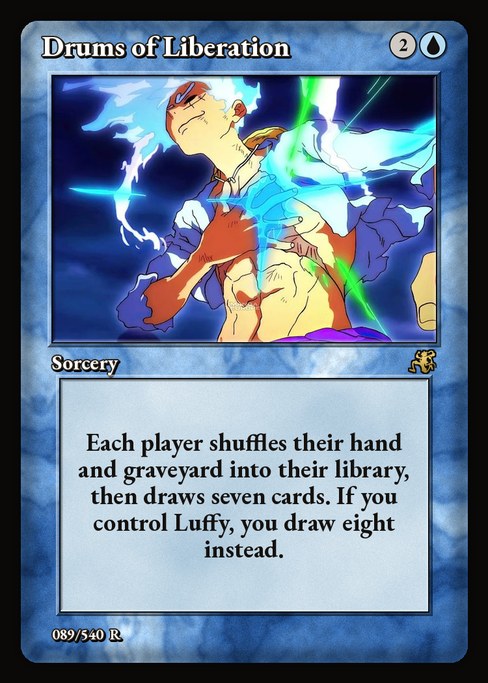 Drums of Liberation 2
Sorcery
Each player shuffles their hand
and graveyard into their library,
then draws seven cards. If you
control Luffy, you draw eight
instead.
089/540 R